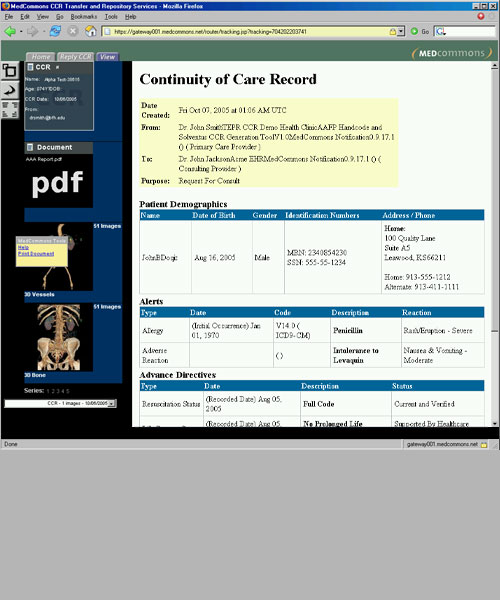 MedCommons CCR Transfer and Repository Services - Mozilla Firefox
File Edit View Go Bookmarks Tools Help
https://gateway001.medcommons.net/router/tracking.jsp?tracking=704202203741
Go
Home Reply CCR View
MEDcommons
CCR
Name: Alpha
Age:
CCR Date: 10/06/2005
From:
drsmith@bfh.edu
Document
AAA Report.pdf
pdf
51 Images
MedCommons Tools
Help
Print Document
30 Vessels
51 Images
30 Bone
Series: 1 2 3 4 5
CCR - 1 images - 10/06/2005
Continuity of Care Record
Date Created: Fri Oct 07, 2005 at 01:06 AM UTC
From: Dr. John SmithTEPR CCR Demo Health ClinicAAFP Handcode and
Solventus CCR Generation ToolV1.0MedCommons Notification0.9.17.1
() ( Primary Care Provider )
To: Dr. John JacksonAcme EHRMedCommons Notification0.9.17.1 () (
Consulting Provider )
Purpose: Request For Consult
Patient Demographics
Name Date of Birth Gender Identification Numbers Address / Phone
JohnBDogie Aug 16, 2005 Male MBN: 2340854230
SSN: 555-55-1234
Home:
100 Quality Lane
Suite A5
Leawood, KS66211
Home: 913-555-1212
Alternate: 913-411-1111
Alerts
Type Date Code Description Reaction
Allergy (Initial Occurrence) Jan 01, 1970 V14.0 ( ICD9-CM) Penicillin Rash/Eruption - Severe
Adverse Reaction () Intolerance to Levaquin Nausea & Vomiting - Moderate
Advance Directives
Type Date Description Status
Resuscitation Status (Recorded Date) Aug 05, 2005 Full Code Current and Verified
(Recorded Date) Aug 05, No Prolonged Life Supported By Healthcare
Done
gateway001.medcommons.net